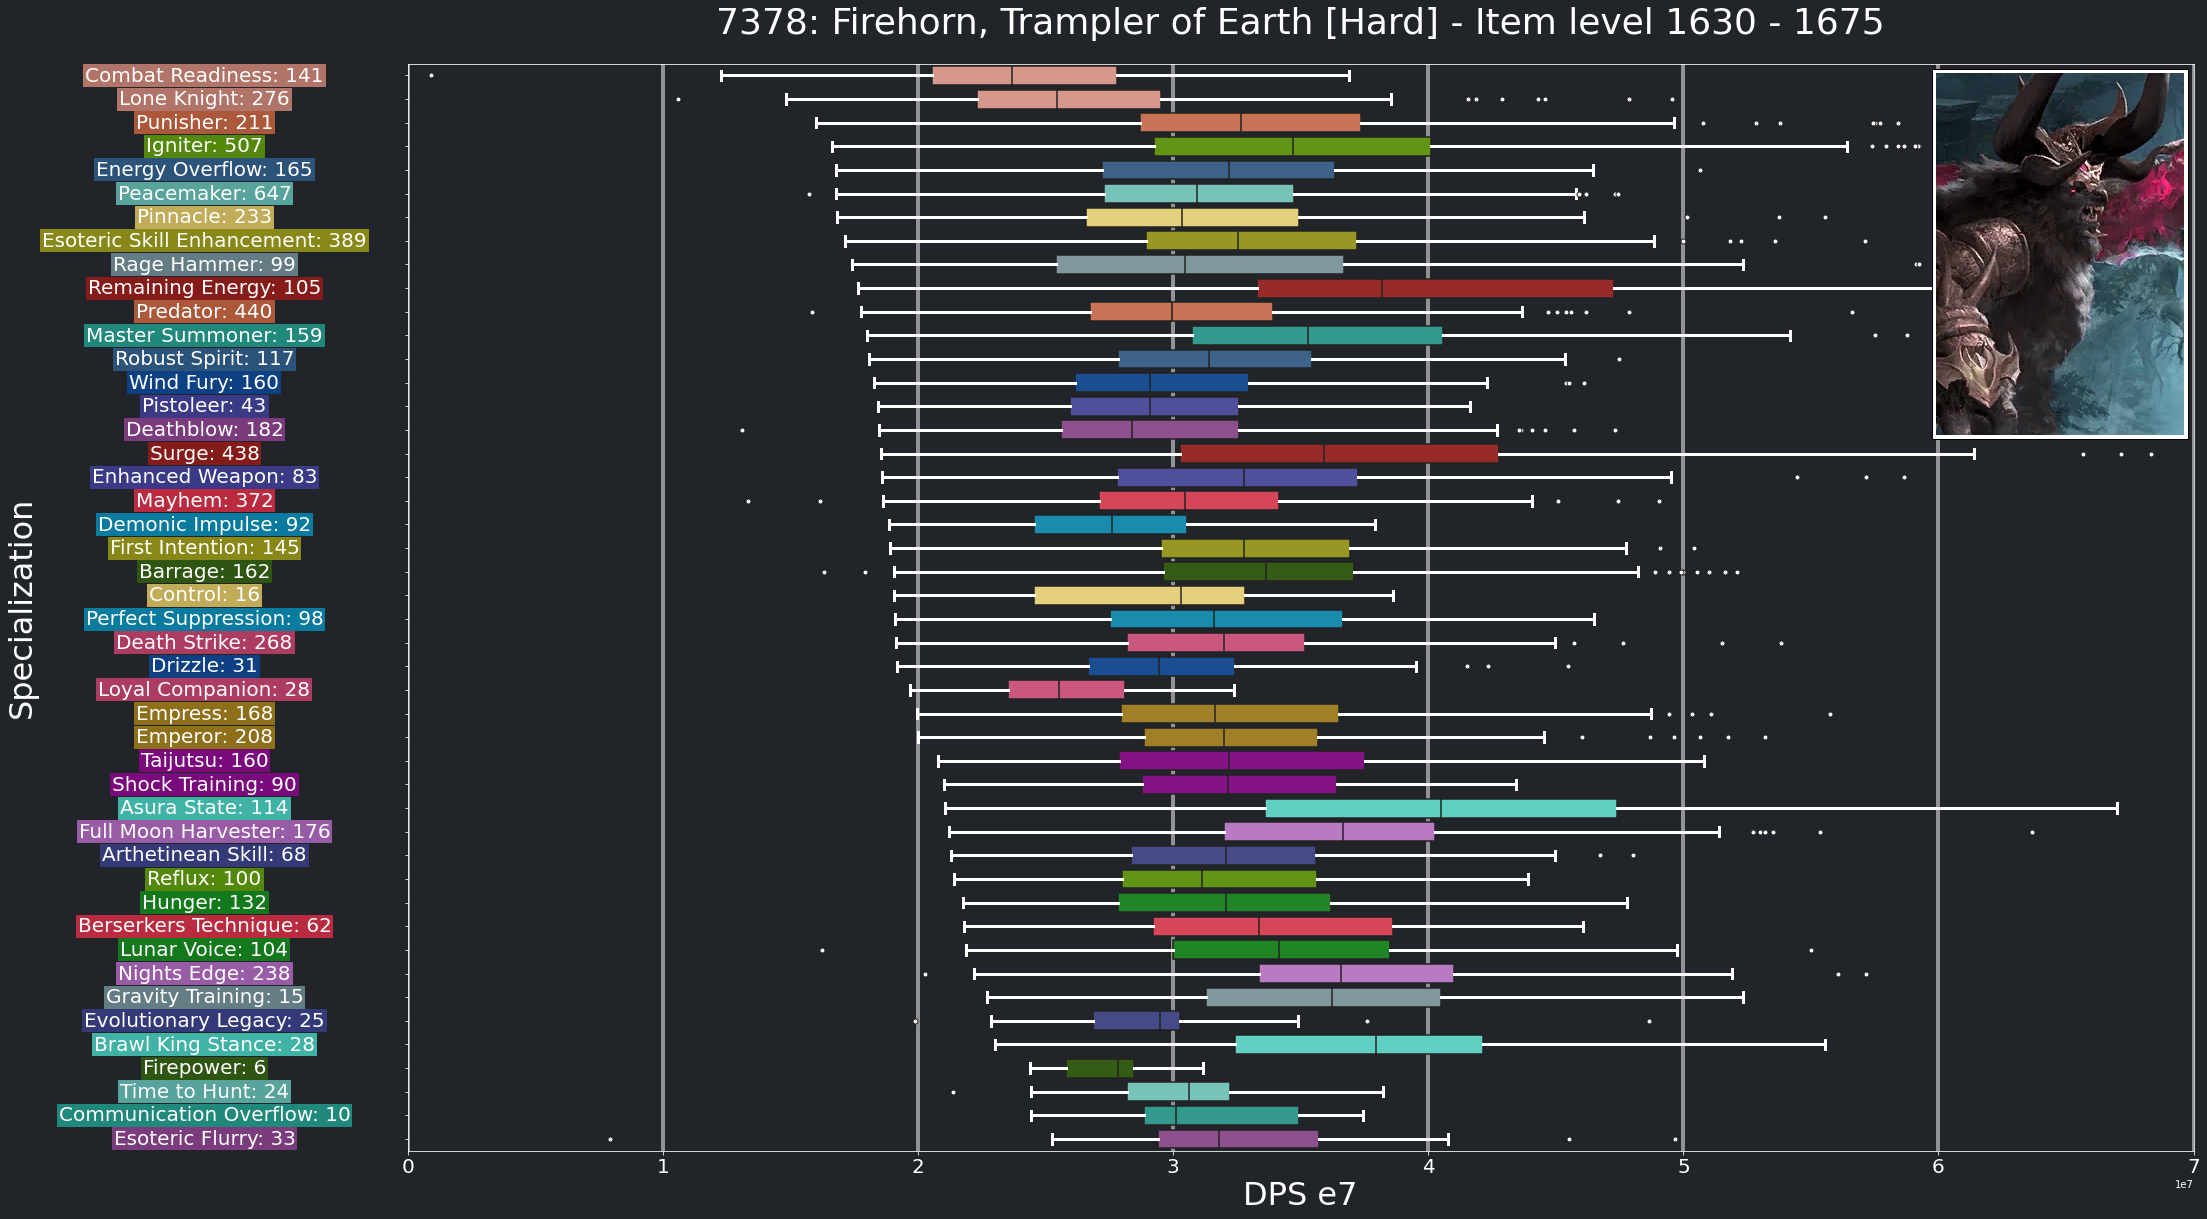 7378: Firehorn, Trampler of Earth [Hard] - Item level 1630 - 1675
Combat Readiness: 141
Lone Knight: 276
Punisher: 211
Igniter: 507
Energy Overflow: 165
Peacemaker: 647
Pinnacle: 233
Esoteric Skill Enhancement: 389
Rage Hammer: 99
Remaining Energy: 105
Predator: 440
Master Summoner: 159
Robust Spirit: 117
Wind Fury: 160
Pistoleer: 43
Deathblow: 182
Surge: 438
Enhanced Weapon: 83
Mayhem: 372
Demonic Impulse: 92
First Intention: 145
Barrage: 162
Control: 16
Perfect Suppression: 98
Death Strike: 268
Drizzle: 31
Loyal Companion: 28
Empress: 168
Emperor: 208
Taijutsu: 160
Shock Training: 90
Asura State: 114
Full Moon Harvester: 176
Arthetinean Skill: 68
Reflux: 100
Hunger: 132
Berserkers Technique: 62
Lunar Voice: 104
Nights Edge: 238
Gravity Training: 15
Evolutionary Legacy: 25
Brawl King Stance: 28
Firepower: 6
Time to Hunt: 24
Communication Overflow: 10
Esoteric Flurry: 33
Specialization
0 1 2 3 4 5 6 7
DPS e7
1e7